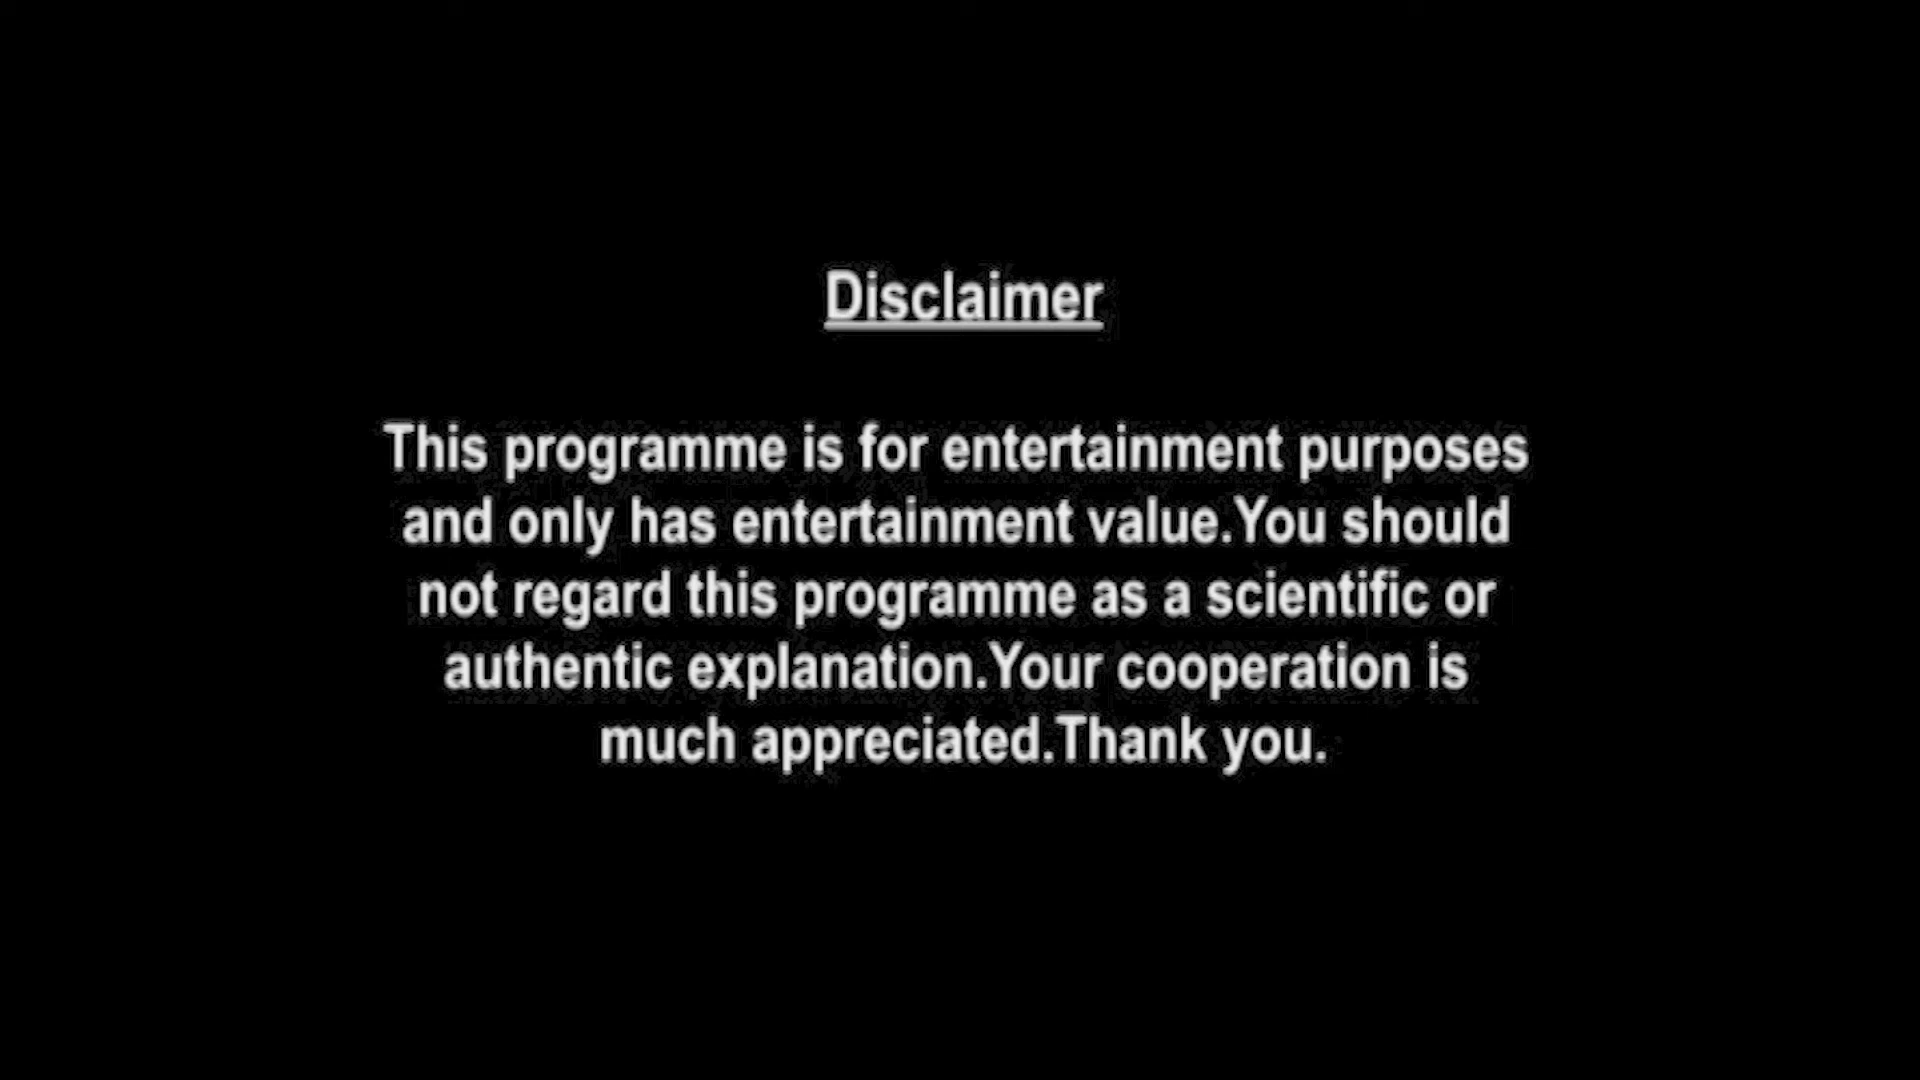 Disclaimer
This programme is for entertainment purposes
and only has entertainment value.You should
not regard this programme as a scientific or
authentic explanation.Your cooperation is
much appreciated.Thank you.